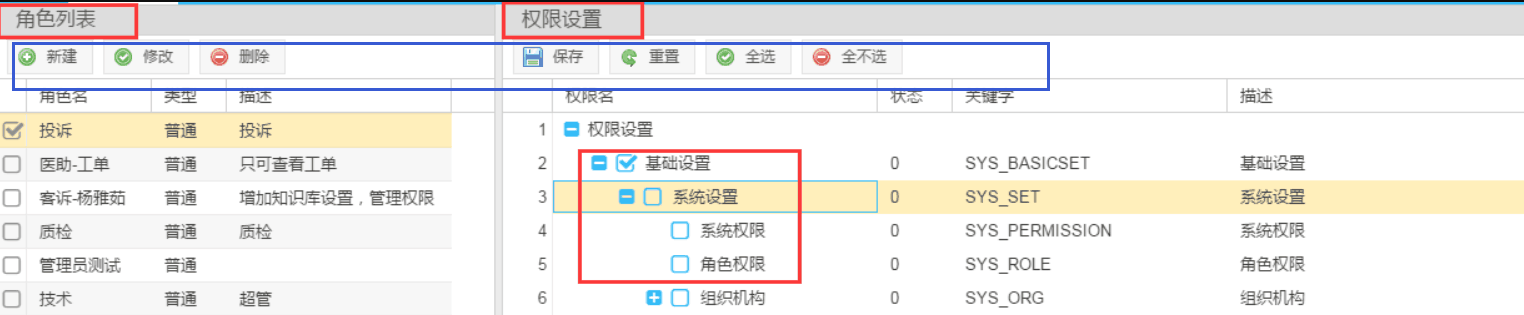 角色列表
新建 修改 删除
角色名 类型 描述
投诉 普通 投诉
医助-工单 普通 只可查看工单
客诉-杨雅茹 普通 增加知识库设置，管理权限
质检 普通 质检
管理员测试 普通
技术 普通 超管
权限设置
保存 重置 全选 全不选
权限名 状态 关键字 描述
1 权限设置
2 基础设置 0 SYS_BASICSET 基础设置
3 系统设置 0 SYS_SET 系统设置
4 系统权限 0 SYS_PERMISSION 系统权限
5 角色权限 0 SYS_ROLE 角色权限
6 组织机构 0 SYS_ORG 组织机构